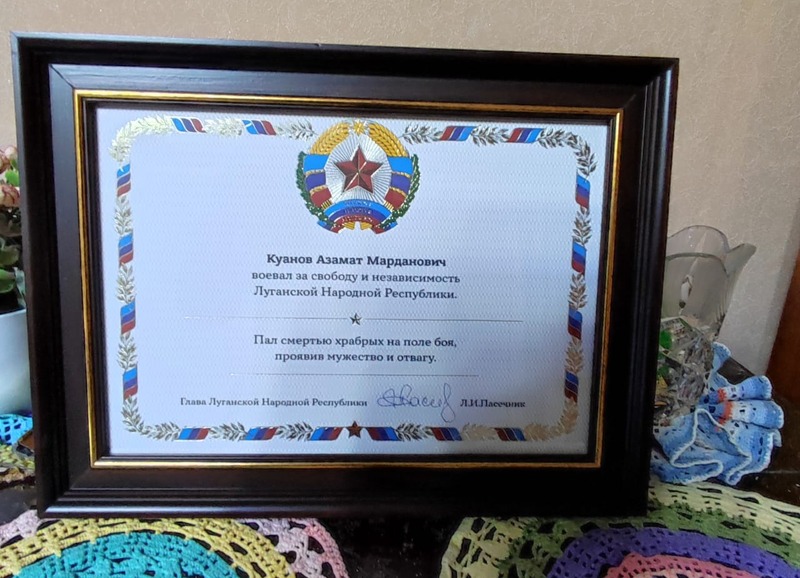 Куанов Азамат Марданович
воевал за свободу и независимость
Луганской Народной Республики.
Пал смертью храбрых на поле боя,
проявив мужество и отвагу.
Глава Луганской Народной Республики Л.И.Пасечник